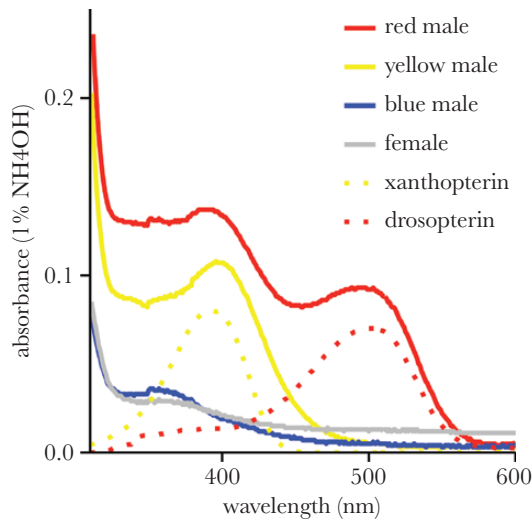 red male
yellow male
blue male
female
xanthopterin
drosopterin
absorbance (1% NH4OH)
0.2
0.1
0.0
400
500
600
wavelength (nm)